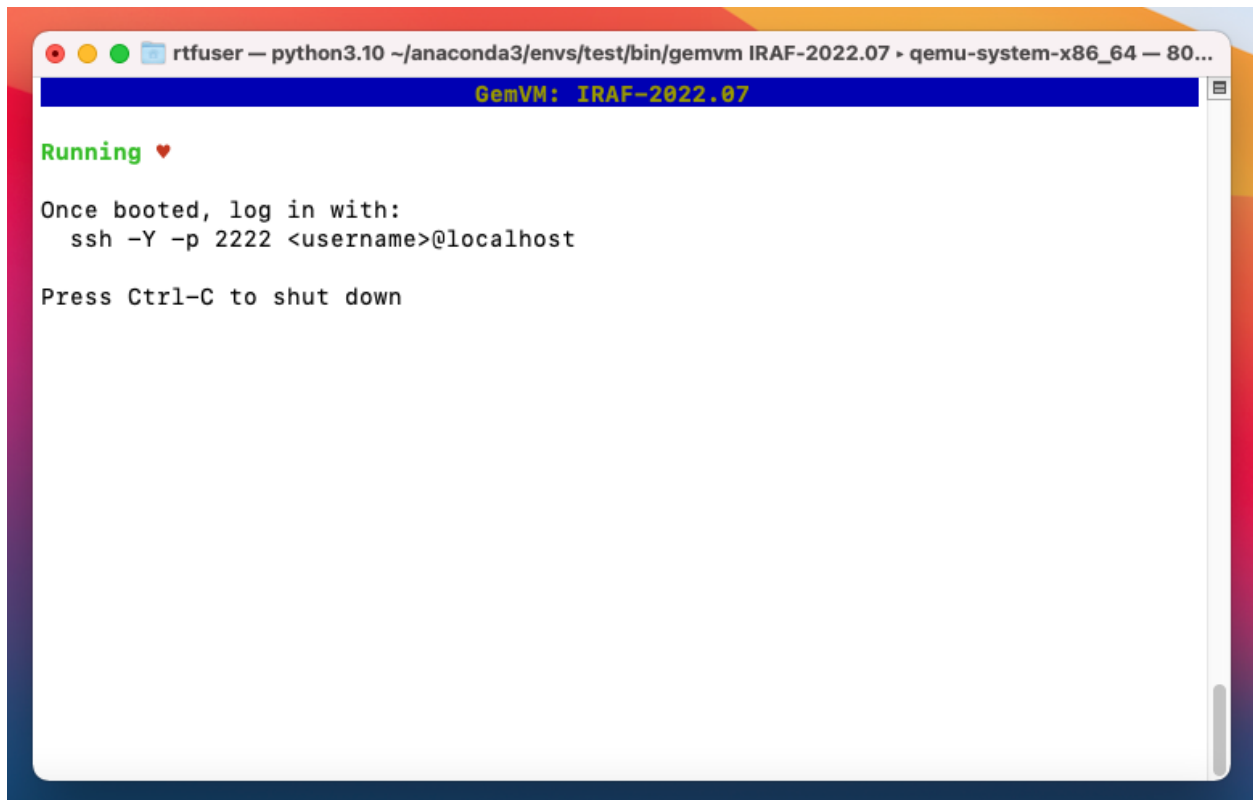 rtfuser — python3.10 ~/anaconda3/envs/test/bin/gemvm IRAF-2022.07 ▸ qemu-system-x86_64 — 80...
GemVM: IRAF-2022.07
Running ♥
Once booted, log in with:
ssh -Y -p 2222 <username>@localhost
Press Ctrl-C to shut down